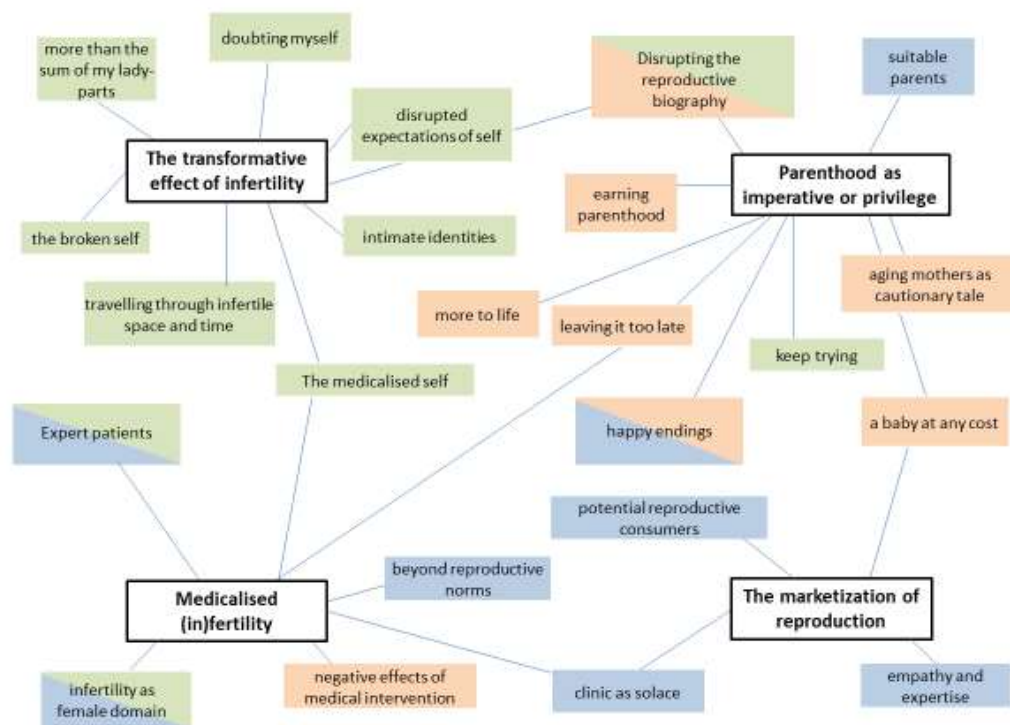 doubting myself
more than the
sum of my lady-
parts
Disrupting the
reproductive
biography
suitable
parents
disrupted
expectations of self
The transformative
effect of infertility
Parenthood as
imperative or privilege
earning
parenthood
the broken self
intimate identities
travelling through infertile
space and time
more to life
leaving it too late
aging mothers as
cautionary tale
keep trying
The medicalised self
Expert patients
happy endings
a baby at any cost
potential reproductive
consumers
beyond reproductive
norms
Medicalised
(in)fertility
The marketization of
reproduction
infertility as
female domain
negative effects of
medical intervention
clinic as solace
empathy and
expertise